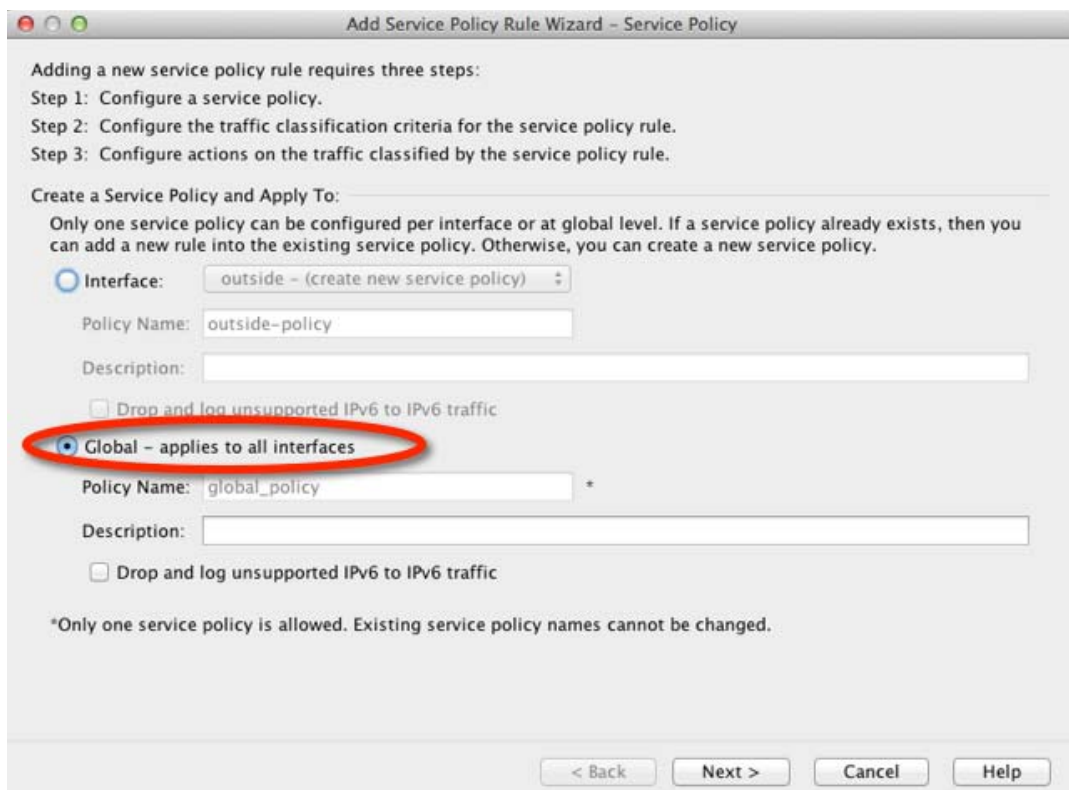 Add Service Policy Rule Wizard – Service Policy
Adding a new service policy rule requires three steps:
Step 1:  Configure a service policy.
Step 2:  Configure the traffic classification criteria for the service policy rule.
Step 3:  Configure actions on the traffic classified by the service policy rule.
Create a Service Policy and Apply To:
Only one service policy can be configured per interface or at global level. If a service policy already exists, then you
can add a new rule into the existing service policy. Otherwise, you can create a new service policy.
Interface: outside – (create new service policy)
Policy Name: outside-policy
Description:
Drop and log unsupported IPv6 to IPv6 traffic
Global – applies to all interfaces
Policy Name: global_policy *
Description:
Drop and log unsupported IPv6 to IPv6 traffic
*Only one service policy is allowed. Existing service policy names cannot be changed.
< Back Next > Cancel Help